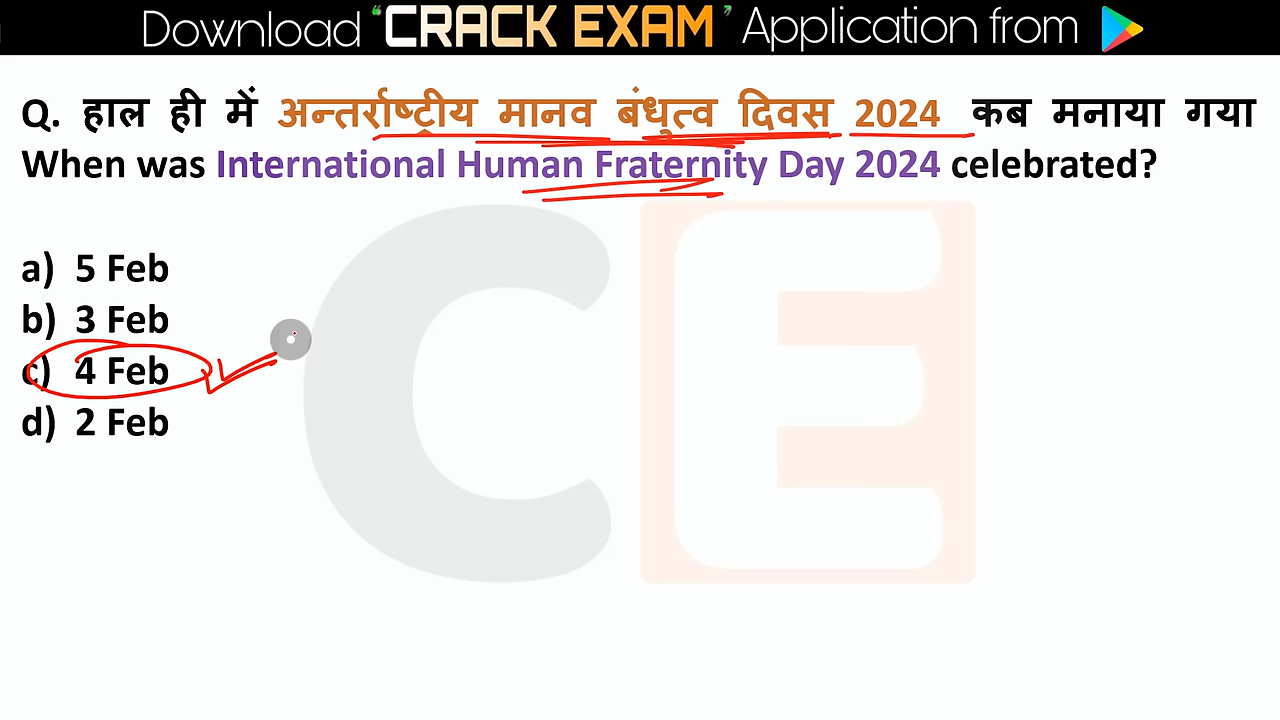 Download “CRACK EXAM” Application from
Q. हाल ही में अन्तर्राष्ट्रीय मानव बंधुत्व दिवस 2024 कब मनाया गया
When was International Human Fraternity Day 2024 celebrated?
a) 5 Feb
b) 3 Feb
c) 4 Feb
d) 2 Feb
CE